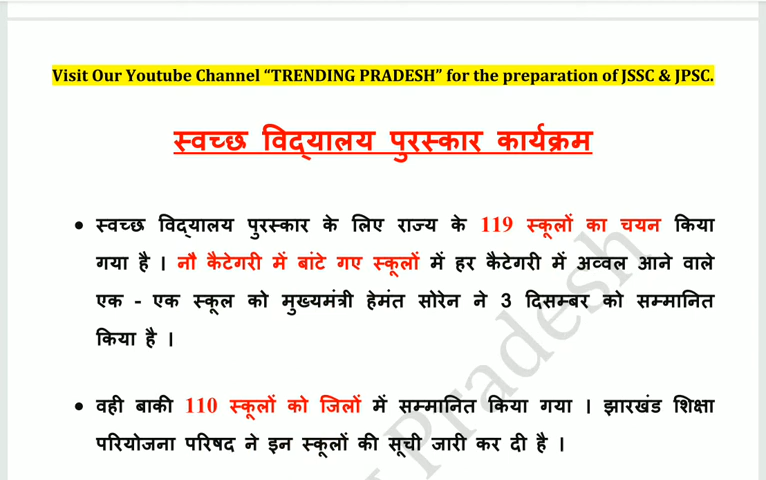 Visit Our Youtube Channel “TRENDING PRADESH” for the preparation of JSSC & JPSC.
स्वच्छ विद्यालय पुरस्कार कार्यक्रम
• स्वच्छ विद्यालय पुरस्कार के लिए राज्य के 119 स्कूलों का चयन किया
गया है । नौ कैटेगरी में बांटे गए स्कूलों में हर कैटेगरी में अव्वल आने वाले
एक - एक स्कूल को मुख्यमंत्री हेमंत सोरेन ने 3 दिसम्बर को सम्मानित
किया है ।
• वही बाकी 110 स्कूलों को जिलों में सम्मानित किया गया । झारखंड शिक्षा
परियोजना परिषद ने इन स्कूलों की सूची जारी कर दी है ।
Pradesh